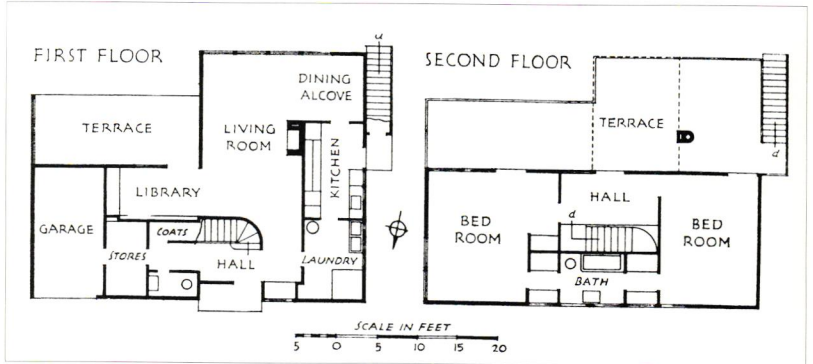 FIRST FLOOR
u
DINING
ALCOVE
TERRACE
LIVING
ROOM
KITCHEN
LIBRARY
GARAGE
COATS
STORES
HALL
LAUNDRY
SECOND FLOOR
TERRACE
d
HALL
d
BED
ROOM
BED
ROOM
BATH
SCALE IN FEET
5 0 5 10 15 20